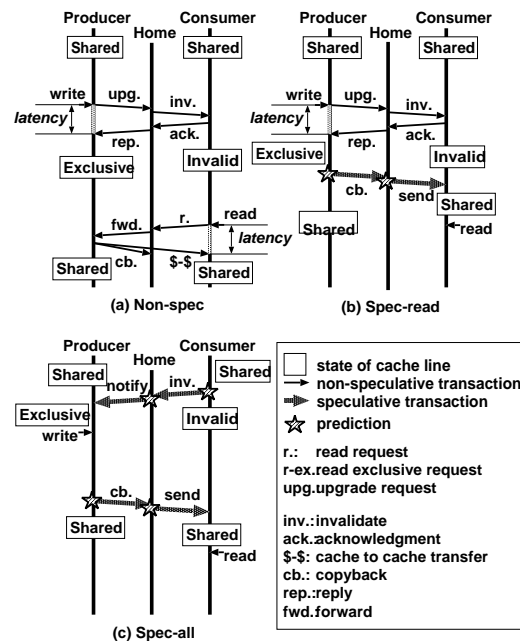 Producer Consumer
Home
Shared Shared
write upg. inv.
latency
rep. ack.
Exclusive Invalid
fwd. r. read
latency
Shared cb. $-$ Shared
(a) Non-spec
Producer Consumer
Home
Shared Shared
write upg. inv.
latency
rep. ack.
Exclusive Invalid
cb. send
Shared
Shared read
(b) Spec-read
Producer Consumer
Home
Shared notify inv. Shared
Exclusive Invalid
write
cb. send
Shared Shared
read
(c) Spec-all
state of cache line
non-speculative transaction
speculative transaction
prediction
r.: read request
r-ex.read exclusive request
upg.upgrade request
inv.:invalidate
ack.:acknowledgment
$-$: cache to cache transfer
cb.: copyback
rep.:reply
fwd.forward